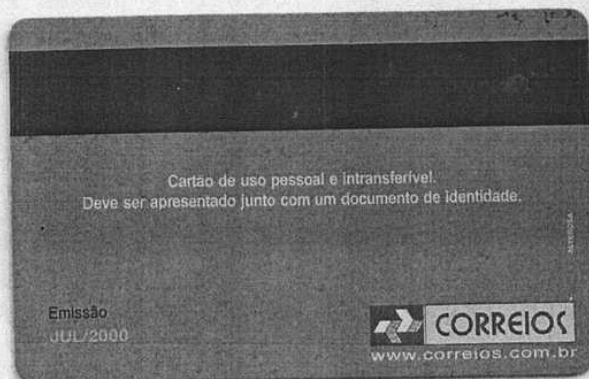 Cartão de uso pessoal e intransferível.
Deve ser apresentado junto com um documento de identidade.
ALTEROSA
Emissão
JUL/2000
CORREIOS
www.correios.com.br